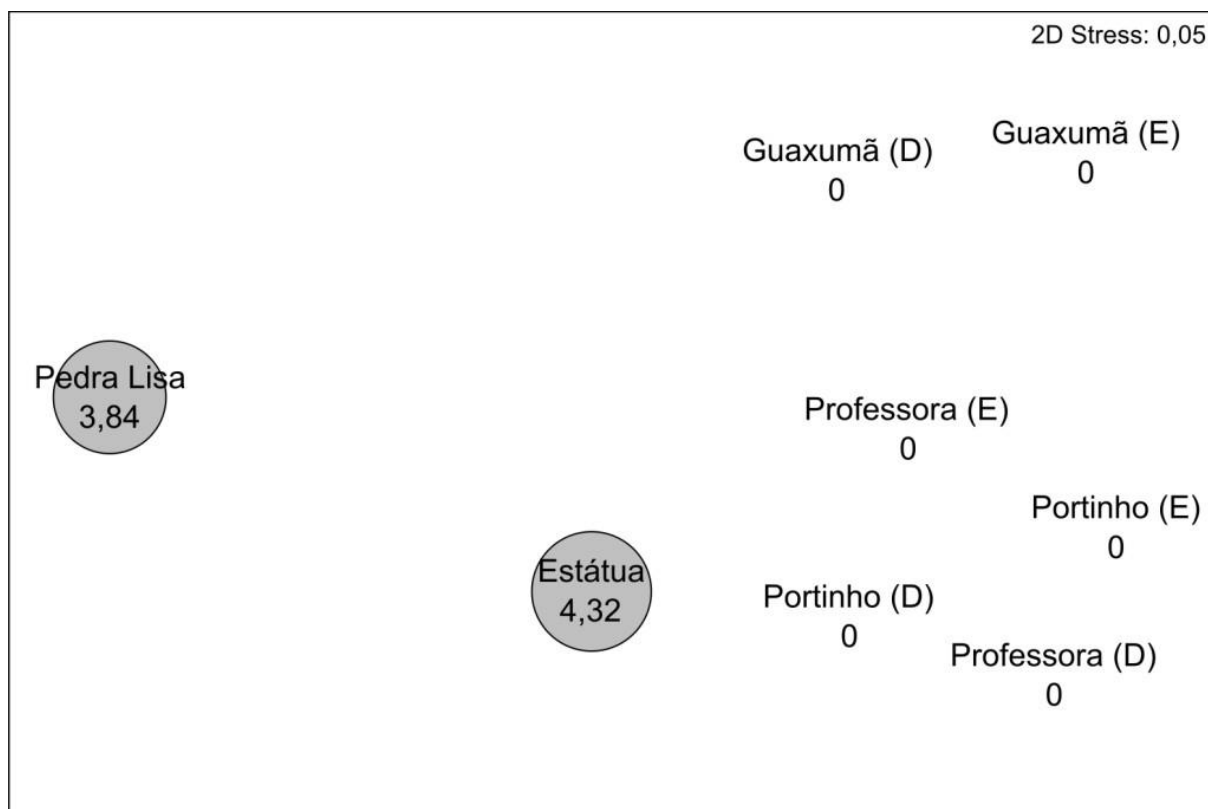 2D Stress: 0,05
Guaxumã (D)
0
Guaxumã (E)
0
Pedra Lisa
3,84
Professora (E)
0
Portinho (E)
0
Estátua
4,32
Portinho (D)
0
Professora (D)
0